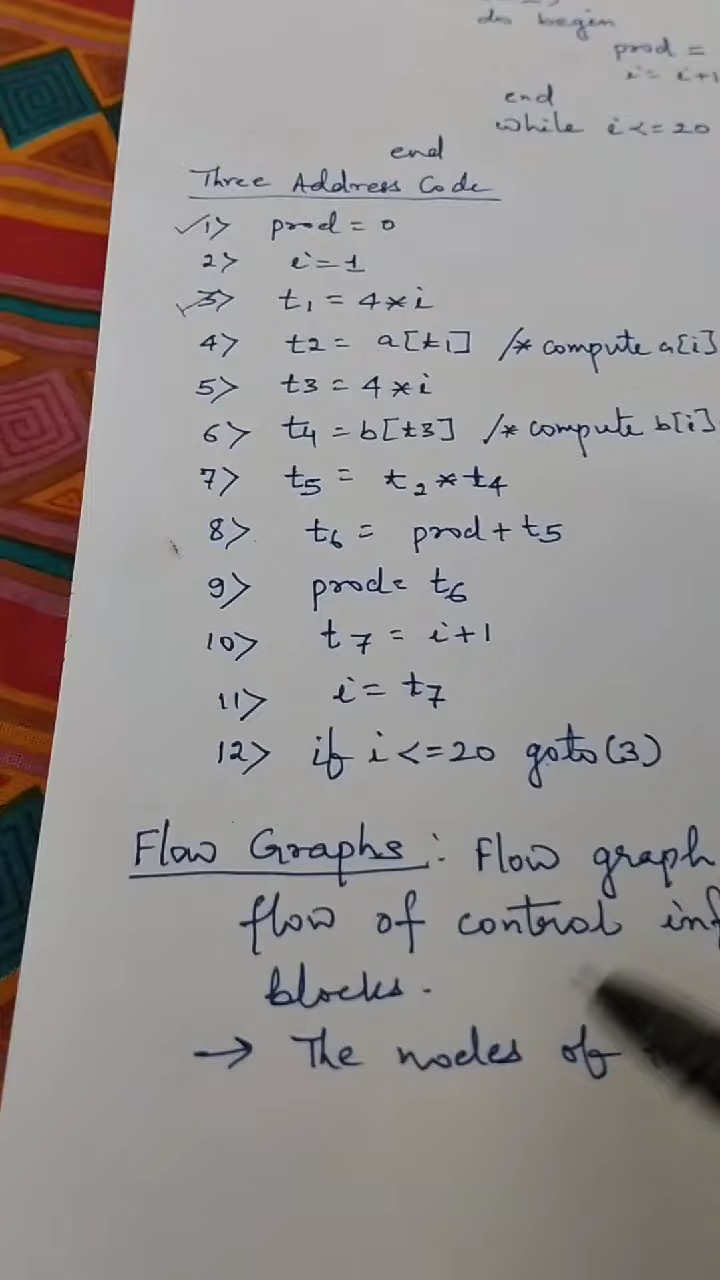 do begin
prod =
i = i+1
end
while i<=20
end
Three Address Code
1> prod = 0
2> i=1
3> t1 = 4*i
4> t2 = a[t1] /* compute a[i]
5> t3 = 4*i
6> t4 = b[t3] /* compute b[i]
7> t5 = t2*t4
8> t6 = prod+t5
9> prod= t6
10> t7 = i+1
11> i= t7
12> if i<=20 goto(3)
Flow Graphs: Flow graph
flow of control inf
blocks.
→ The nodes of